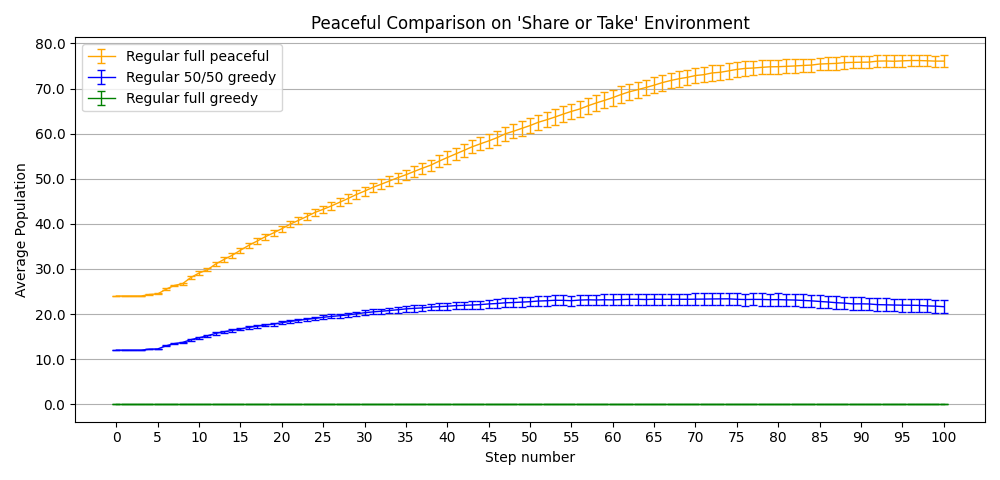 Peaceful Comparison on 'Share or Take' Environment
Regular full peaceful
Regular 50/50 greedy
Regular full greedy
Average Population
80.0
70.0
60.0
50.0
40.0
30.0
20.0
10.0
0.0
0 5 10 15 20 25 30 35 40 45 50 55 60 65 70 75 80 85 90 95 100
Step number